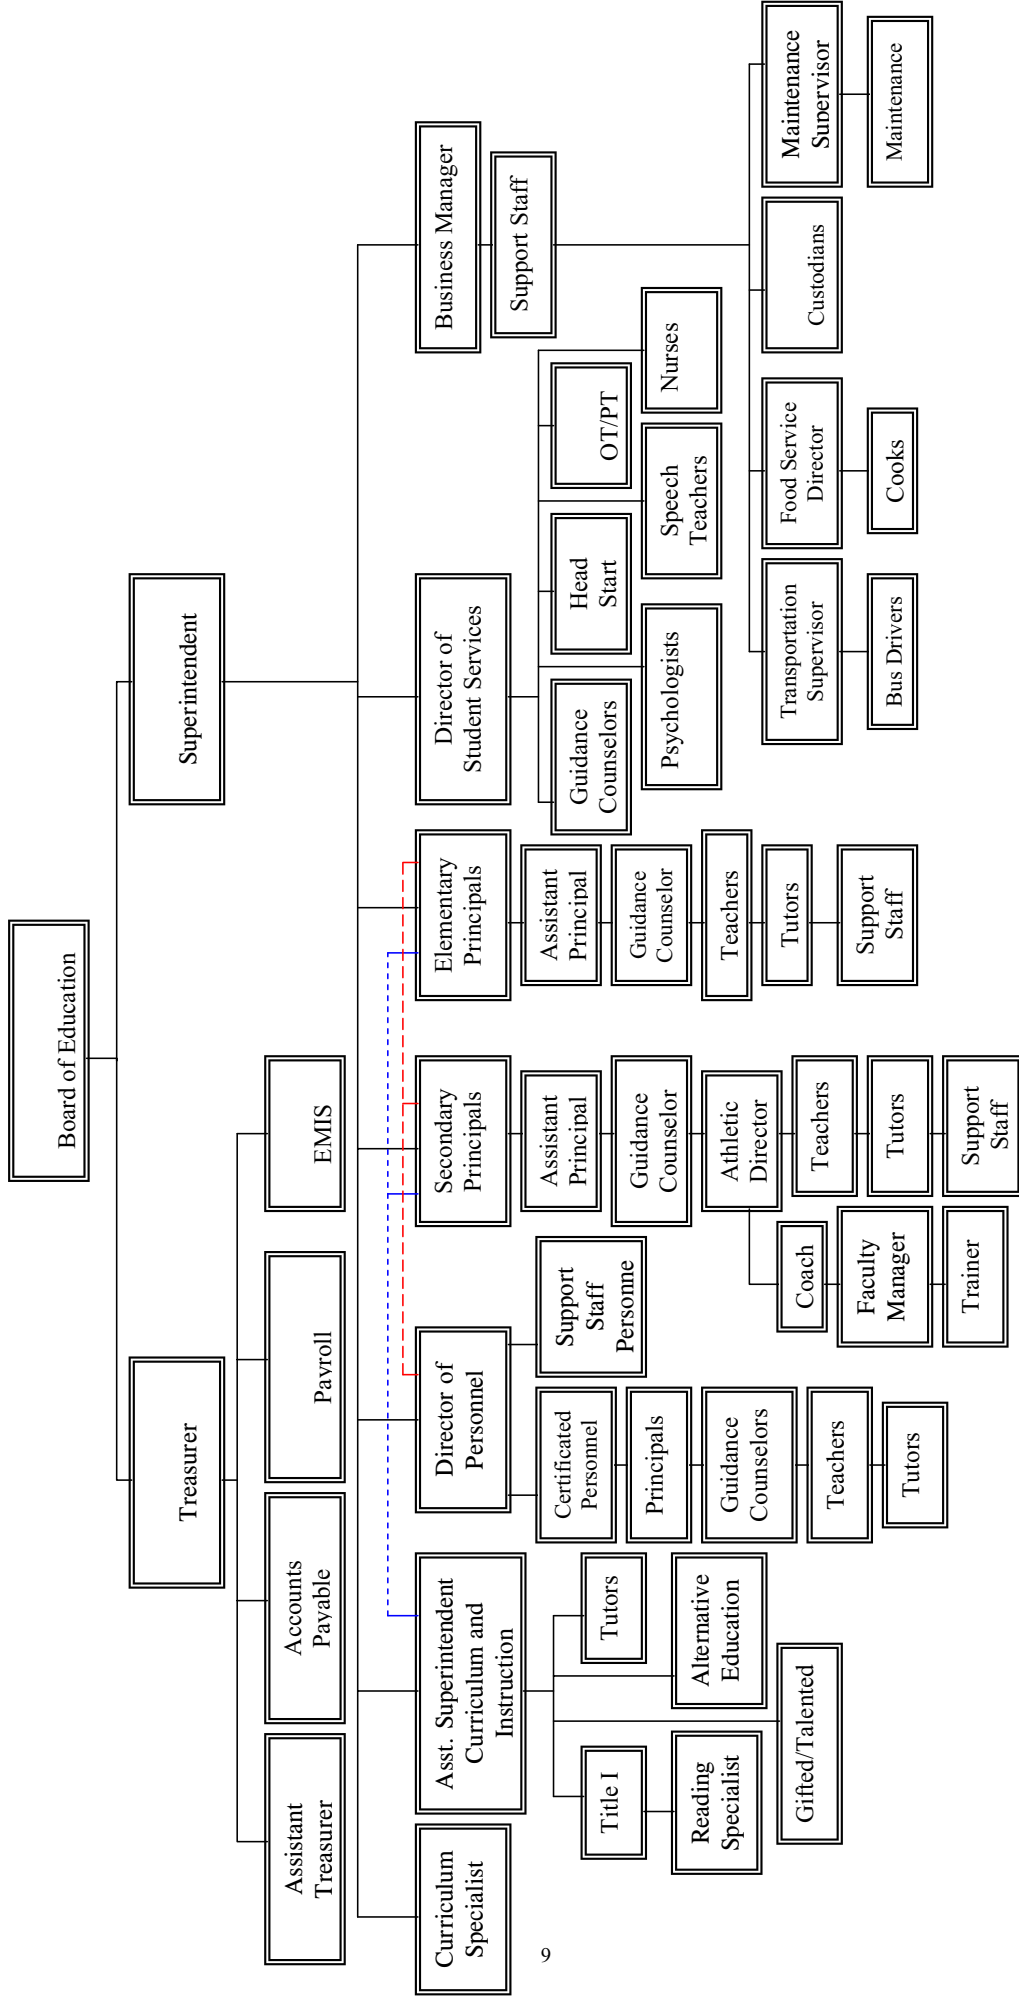 Board of Education
Treasurer
Superintendent
Assistant
Treasurer
Accounts
Payable
Payroll
EMIS
Curriculum
Specialist
Asst. Superintendent
Curriculum and
Instruction
Director of
Personnel
Secondary
Principals
Elementary
Principals
Director of
Student Services
Business Manager
Title I
Tutors
Reading
Specialist
Alternative
Education
Gifted/Talented
Certificated
Personnel
Principals
Guidance
Counselors
Teachers
Tutors
Support
Staff
Personne
Assistant
Principal
Guidance
Counselor
Athletic
Director
Coach
Faculty
Manager
Trainer
Teachers
Tutors
Support
Staff
Assistant
Principal
Guidance
Counselor
Teachers
Tutors
Support
Staff
Guidance
Counselors
Head
Start
OT/PT
Psychologists
Speech
Teachers
Nurses
Support Staff
Transportation
Supervisor
Food Service
Director
Custodians
Maintenance
Supervisor
Bus Drivers
Cooks
Maintenance
9